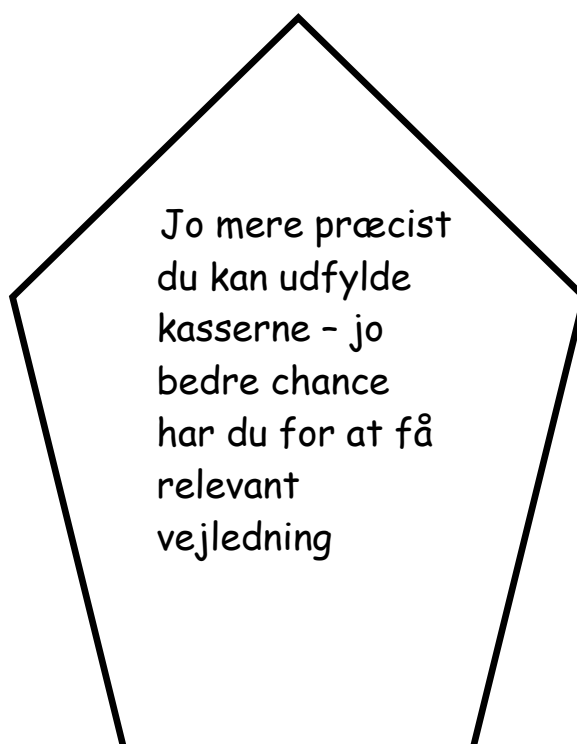 Jo mere præcist
du kan udfylde
kasserne – jo
bedre chance
har du for at få
relevant
vejledning